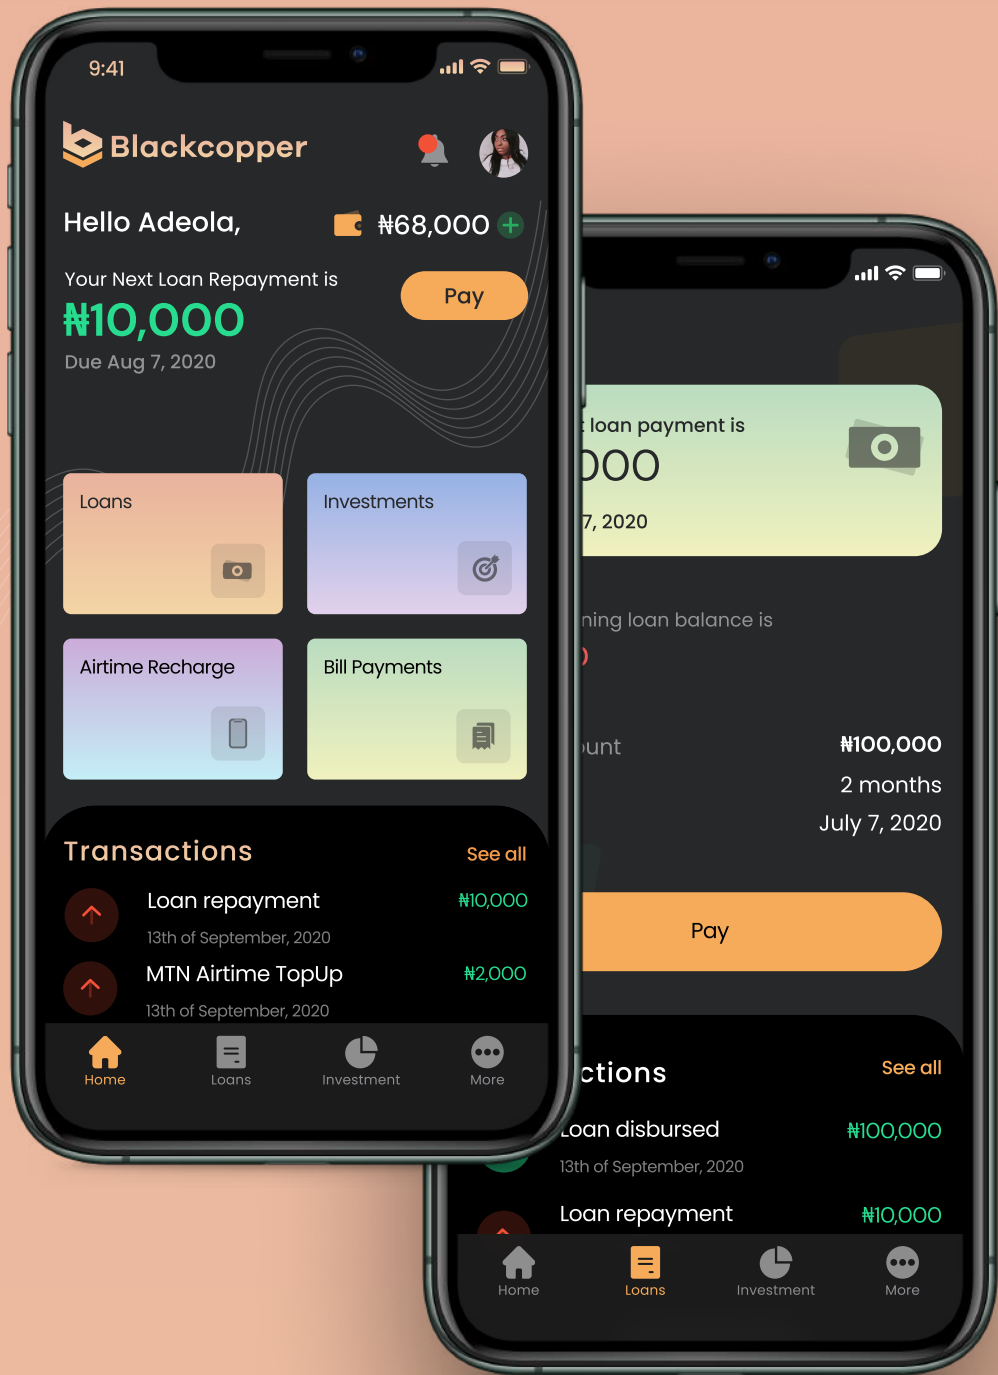 9:41
Blackcopper
Hello Adeola,
₦68,000
Your Next Loan Repayment is
₦10,000
Pay
Due Aug 7, 2020
Loans
Investments
Airtime Recharge
Bill Payments
Transactions
See all
Loan repayment
₦10,000
13th of September, 2020
MTN Airtime TopUp
₦2,000
13th of September, 2020
Home
Loans
Investment
More
loan payment is
000
7, 2020
ning loan balance is
ount
₦100,000
2 months
July 7, 2020
Pay
ctions
See all
Loan disbursed
₦100,000
13th of September, 2020
Loan repayment
₦10,000
Home
Loans
Investment
More